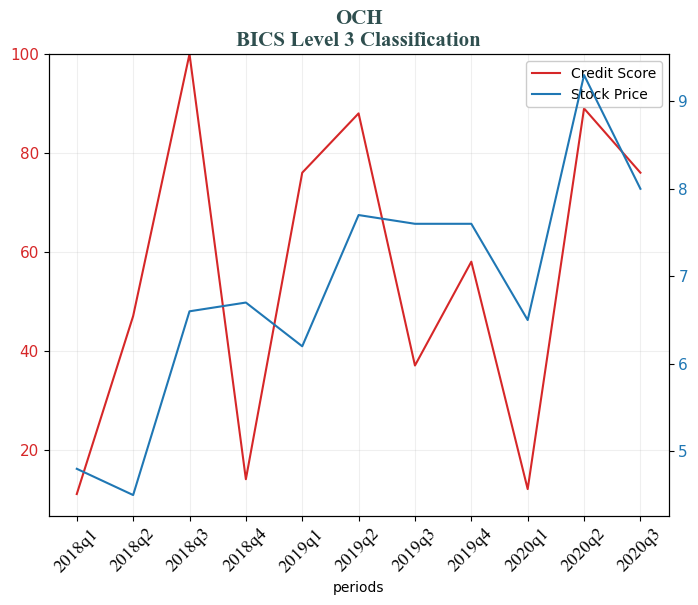 OCH
BICS Level 3 Classification
Credit Score
Stock Price
100
80
60
40
20
9
8
7
6
5
2018q1
2018q2
2018q3
2018q4
2019q1
2019q2
2019q3
2019q4
2020q1
2020q2
2020q3
periods